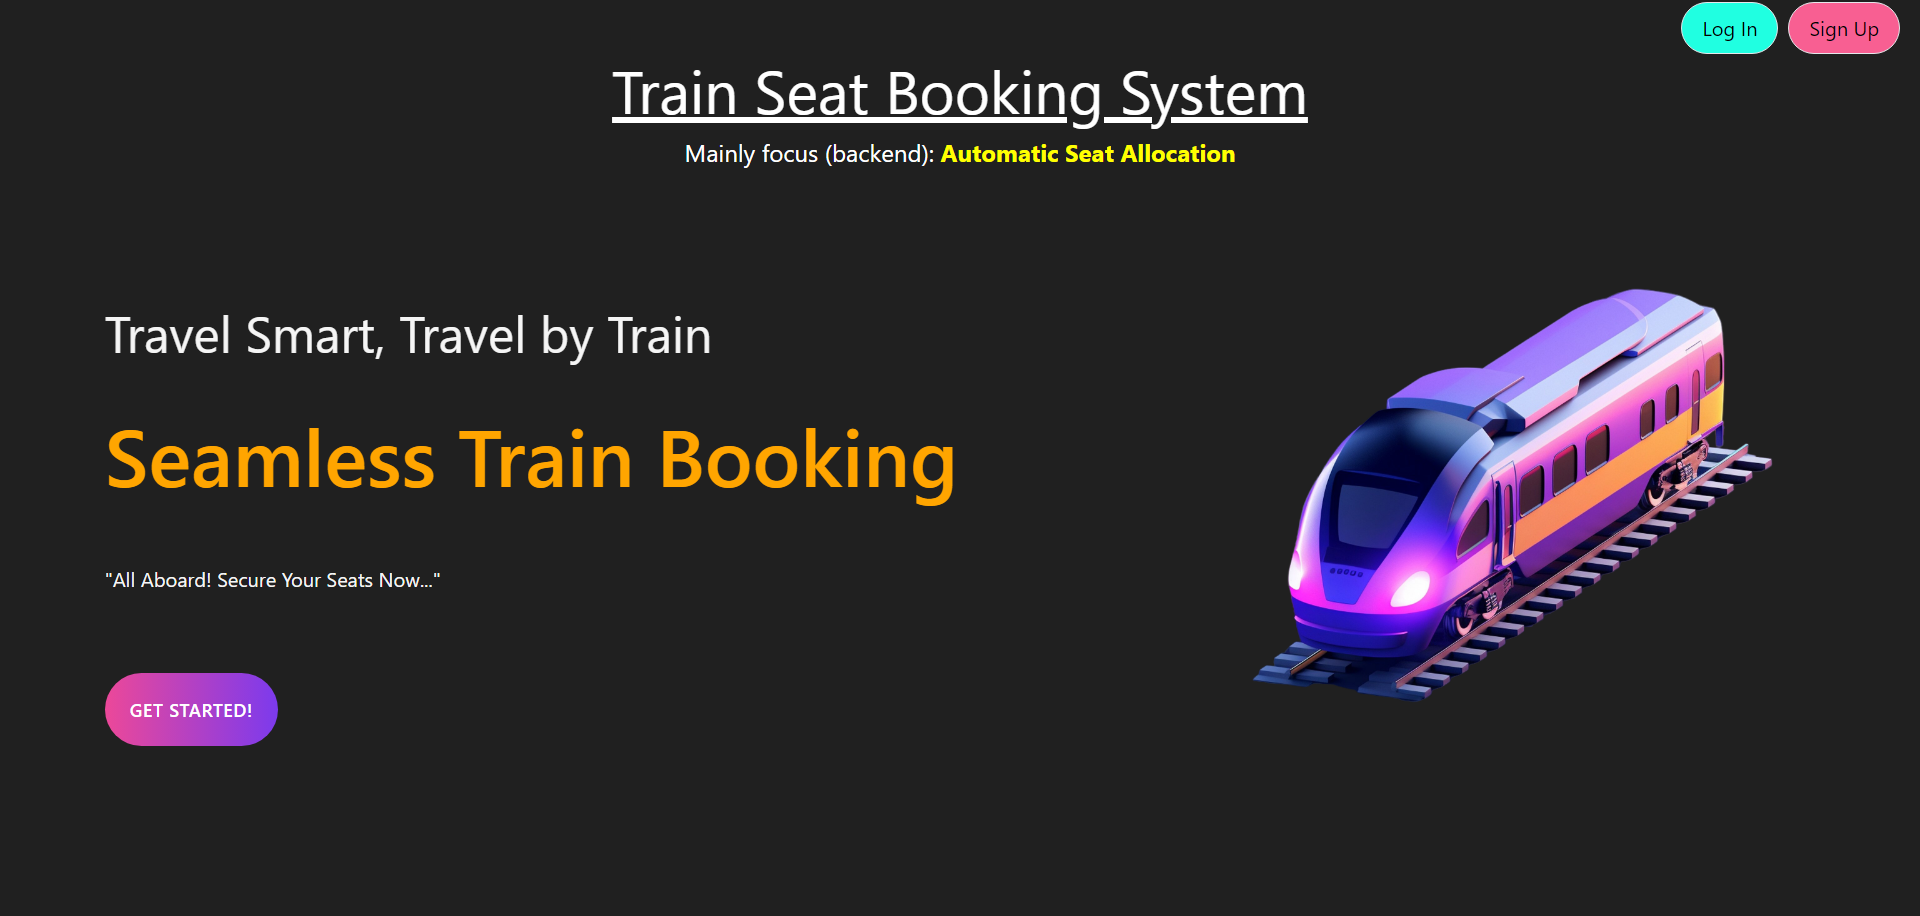 Log In
Sign Up
Train Seat Booking System
Mainly focus (backend): Automatic Seat Allocation
Travel Smart, Travel by Train
Seamless Train Booking
"All Aboard! Secure Your Seats Now..."
GET STARTED!